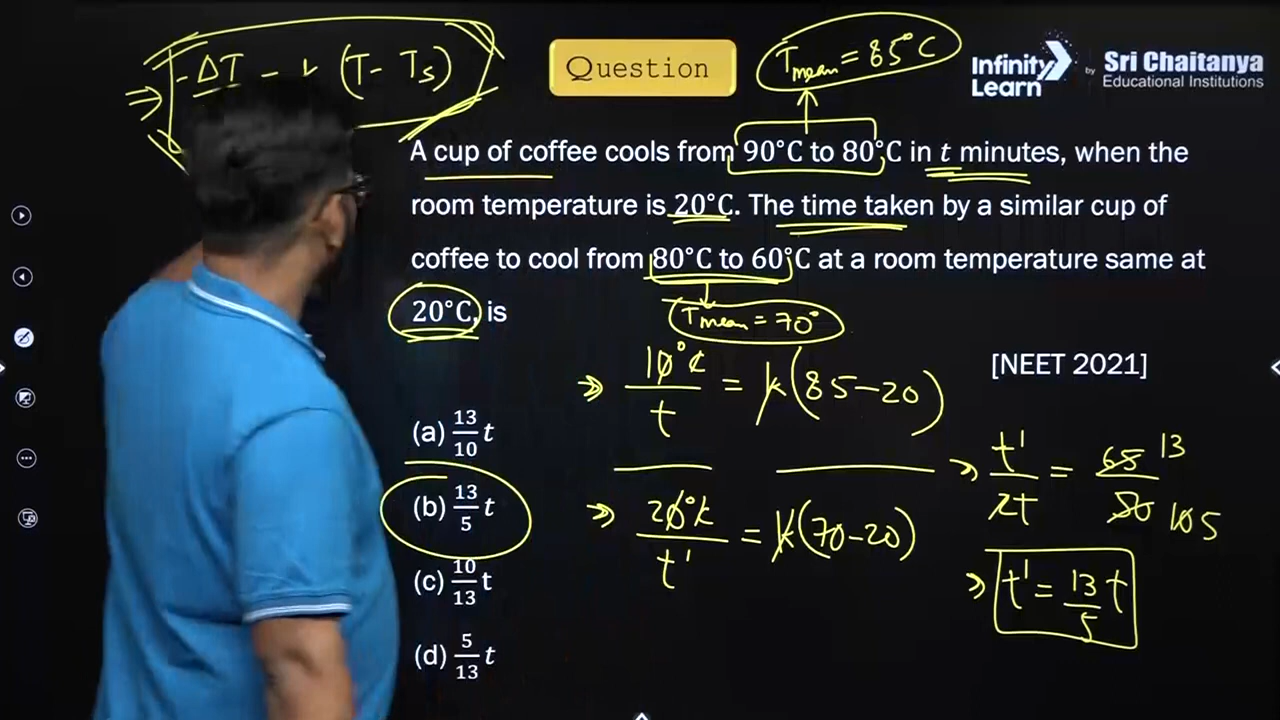 -ΔT - k (T- Ts)
Question
Tmean = 85°C
Infinity Learn by Sri Chaitanya Educational Institutions
A cup of coffee cools from 90°C to 80°C in t minutes, when the
room temperature is 20°C. The time taken by a similar cup of
coffee to cool from 80°C to 60°C at a room temperature same at
20°C, is
Tmean = 70°
[NEET 2021]
10°C/t = k(85-20)
20°C/t' = k(70-20)
(a) 13/10 t
(b) 13/5 t
(c) 10/13 t
(d) 5/13 t
t'/2t = 65/50 13 10 5
t' = 13/5 t